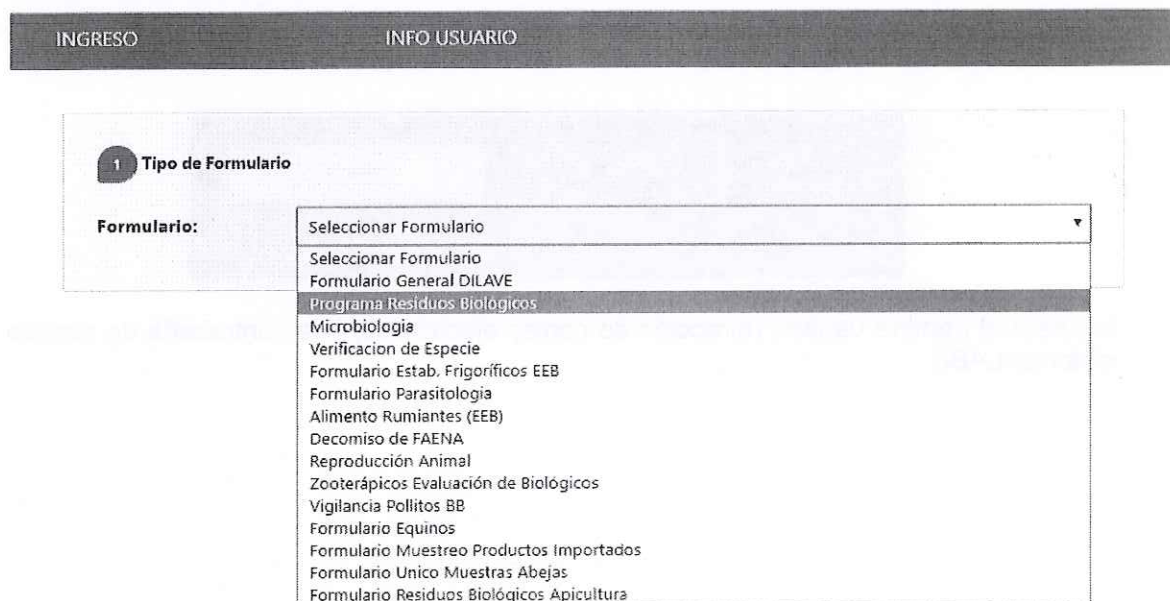 INGRESO INFO USUARIO
1 Tipo de Formulario
Formulario: Seleccionar Formulario
Seleccionar Formulario
Formulario General DILAVE
Programa Residuos Biológicos
Microbiologia
Verificacion de Especie
Formulario Estab. Frigoríficos EEB
Formulario Parasitologia
Alimento Rumiantes (EEB)
Decomiso de FAENA
Reproducción Animal
Zooterápicos Evaluación de Biológicos
Vigilancia Pollitos BB
Formulario Equinos
Formulario Muestreo Productos Importados
Formulario Unico Muestras Abejas
Formulario Residuos Biológicos Apicultura